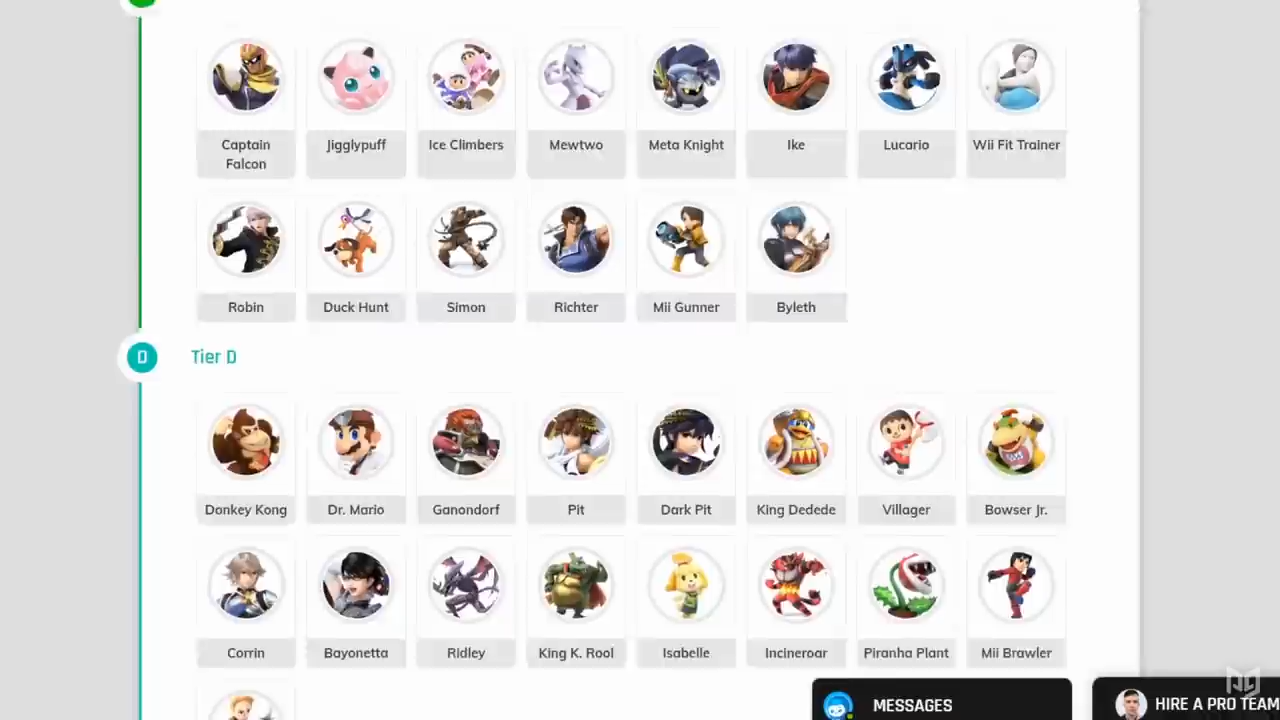 Captain
Falcon
Jigglypuff
Ice Climbers
Mewtwo
Meta Knight
Ike
Lucario
Wii Fit Trainer
Robin
Duck Hunt
Simon
Richter
Mii Gunner
Byleth
D
Tier D
Donkey Kong
Dr. Mario
Ganondorf
Pit
Dark Pit
King Dedede
Villager
Bowser Jr.
Corrin
Bayonetta
Ridley
King K. Rool
Isabelle
Incineroar
Piranha Plant
Mii Brawler
MESSAGES
HIRE A PRO TEAM